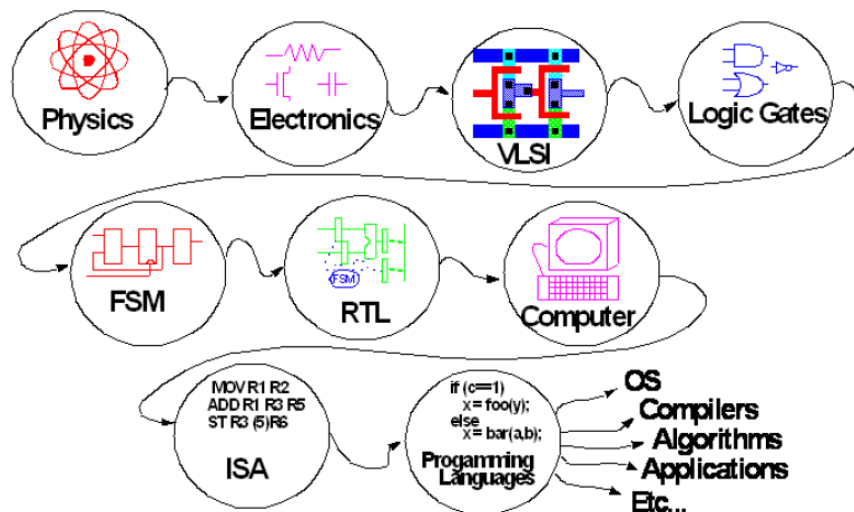 Physics
Electronics
VLSI
Logic Gates
FSM
FSM
RTL
Computer
MOV R1 R2
ADD R1 R3 R5
ST R3 (5)R6
ISA
if (c==1)
x = foo(y);
else
x = bar(a,b);
Progamming
Languages
OS
Compilers
Algorithms
Applications
Etc...